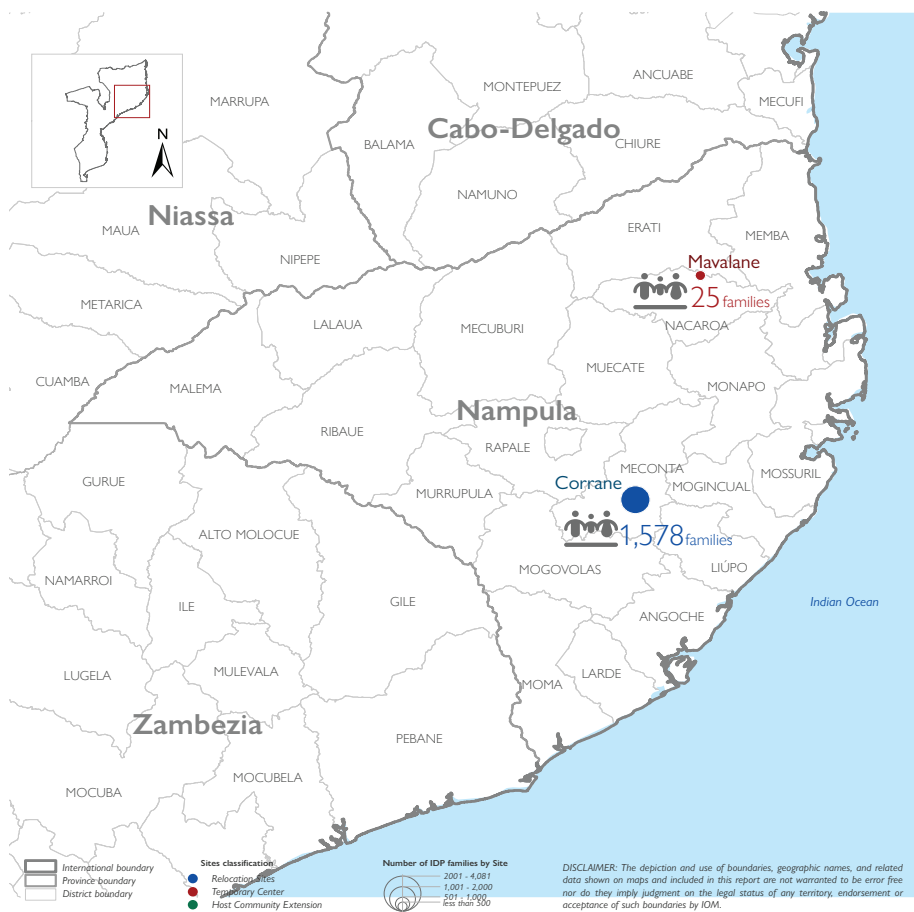 ANCUABE
MONTEPUEZ
MARRUPA
MECUFI
N
Cabo-Delgado
BALAMA
CHIURE
NAMUNO
Niassa
MAUA
ERATI
MEMBA
NIPEPE
Mavalane
25 families
METARICA
LALAUA
MECUBURI
NACAROA
MUECATE
CUAMBA
MALEMA
MONAPO
Nampula
RIBAUE
RAPALE
MECONTA
MOSSURIL
GURUE
Corrane
MOGINCUAL
MURRUPULA
ALTO MOLOCUE
1,578 families
MOGOVOLAS
LIÚPO
NAMARROI
ILE
GILE
Indian Ocean
ANGOCHE
LUGELA
MULEVALA
LARDE
MOMA
Zambezia
PEBANE
MOCUBELA
MOCUBA
International boundary
Province boundary
District boundary
Sites classification
Relocation Sites
Temporary Center
Host Community Extension
Number of IDP families by Site
2001 - 4,081
1,001 - 2,000
501 - 1,000
less than 500
DISCLAIMER: The depiction and use of boundaries, geographic names, and related
data shown on maps and included in this report are not warranted to be error free
nor do they imply judgment on the legal status of any territory, endorsement or
acceptance of such boundaries by IOM.